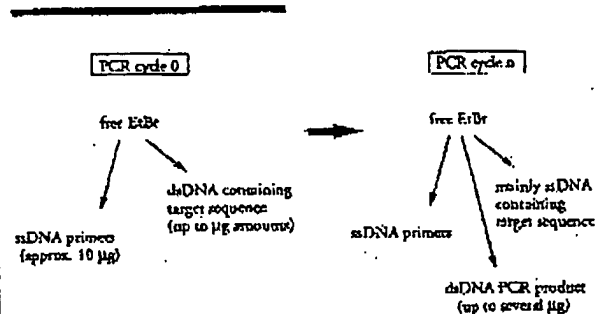 PCR cycle 0
free EtBr
dsDNA containing
target sequence
(up to µg amounts)
ssDNA primers
(approx. 10 µg)
PCR cycle n
free EtBr
mainly ssDNA
containing
target sequence
ssDNA primers
dsDNA PCR product
(up to several µg)